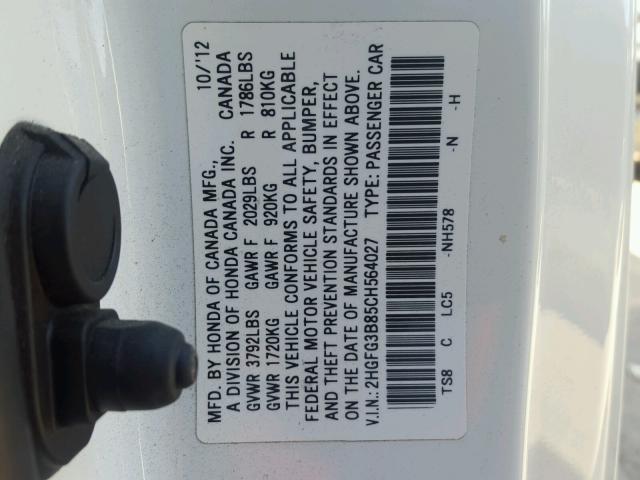 MFD. BY HONDA OF CANADA MFG., 10/'12
A DIVISION OF HONDA CANADA INC. CANADA
GVWR 3792LBS GAWR F 2029LBS R 1786LBS
GVWR 1720KG GAWR F 920KG R 810KG
THIS VEHICLE CONFORMS TO ALL APPLICABLE
FEDERAL MOTOR VEHICLE SAFETY, BUMPER,
AND THEFT PREVENTION STANDARDS IN EFFECT
ON THE DATE OF MANUFACTURE SHOWN ABOVE.
V.I.N.: 2HGFG3B85CH564027 TYPE: PASSENGER CAR
TS8 C LC5 -NH578 -N -H